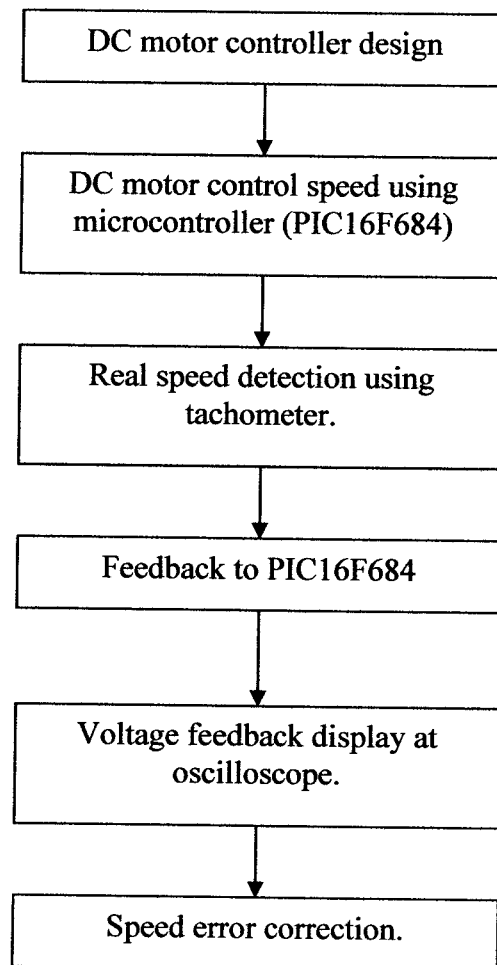 DC motor controller design
DC motor control speed using
microcontroller (PIC16F684)
Real speed detection using
tachometer.
Feedback to PIC16F684
Voltage feedback display at
oscilloscope.
Speed error correction.